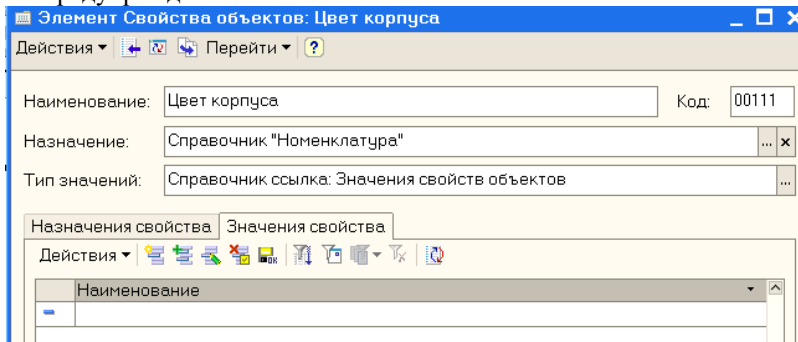 Элемент Свойства объектов: Цвет корпуса
Действия Перейти ?
Наименование: Цвет корпуса Код: 00111
Назначение: Справочник "Номенклатура" ... x
Тип значений: Справочник ссылка: Значения свойств объектов ...
Назначения свойства Значения свойства
Действия
Наименование